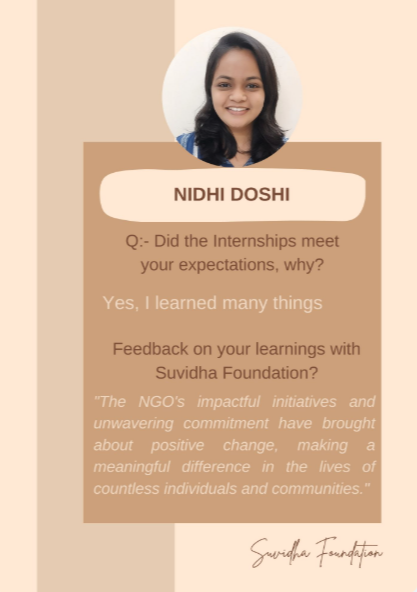 NIDHI DOSHI
Q:- Did the Internships meet
your expectations, why?
Yes, I learned many things
Feedback on your learnings with
Suvidha Foundation?
"The NGO's impactful initiatives and
unwavering commitment have brought
about positive change, making a
meaningful difference in the lives of
countless individuals and communities."
Suvidha Foundation